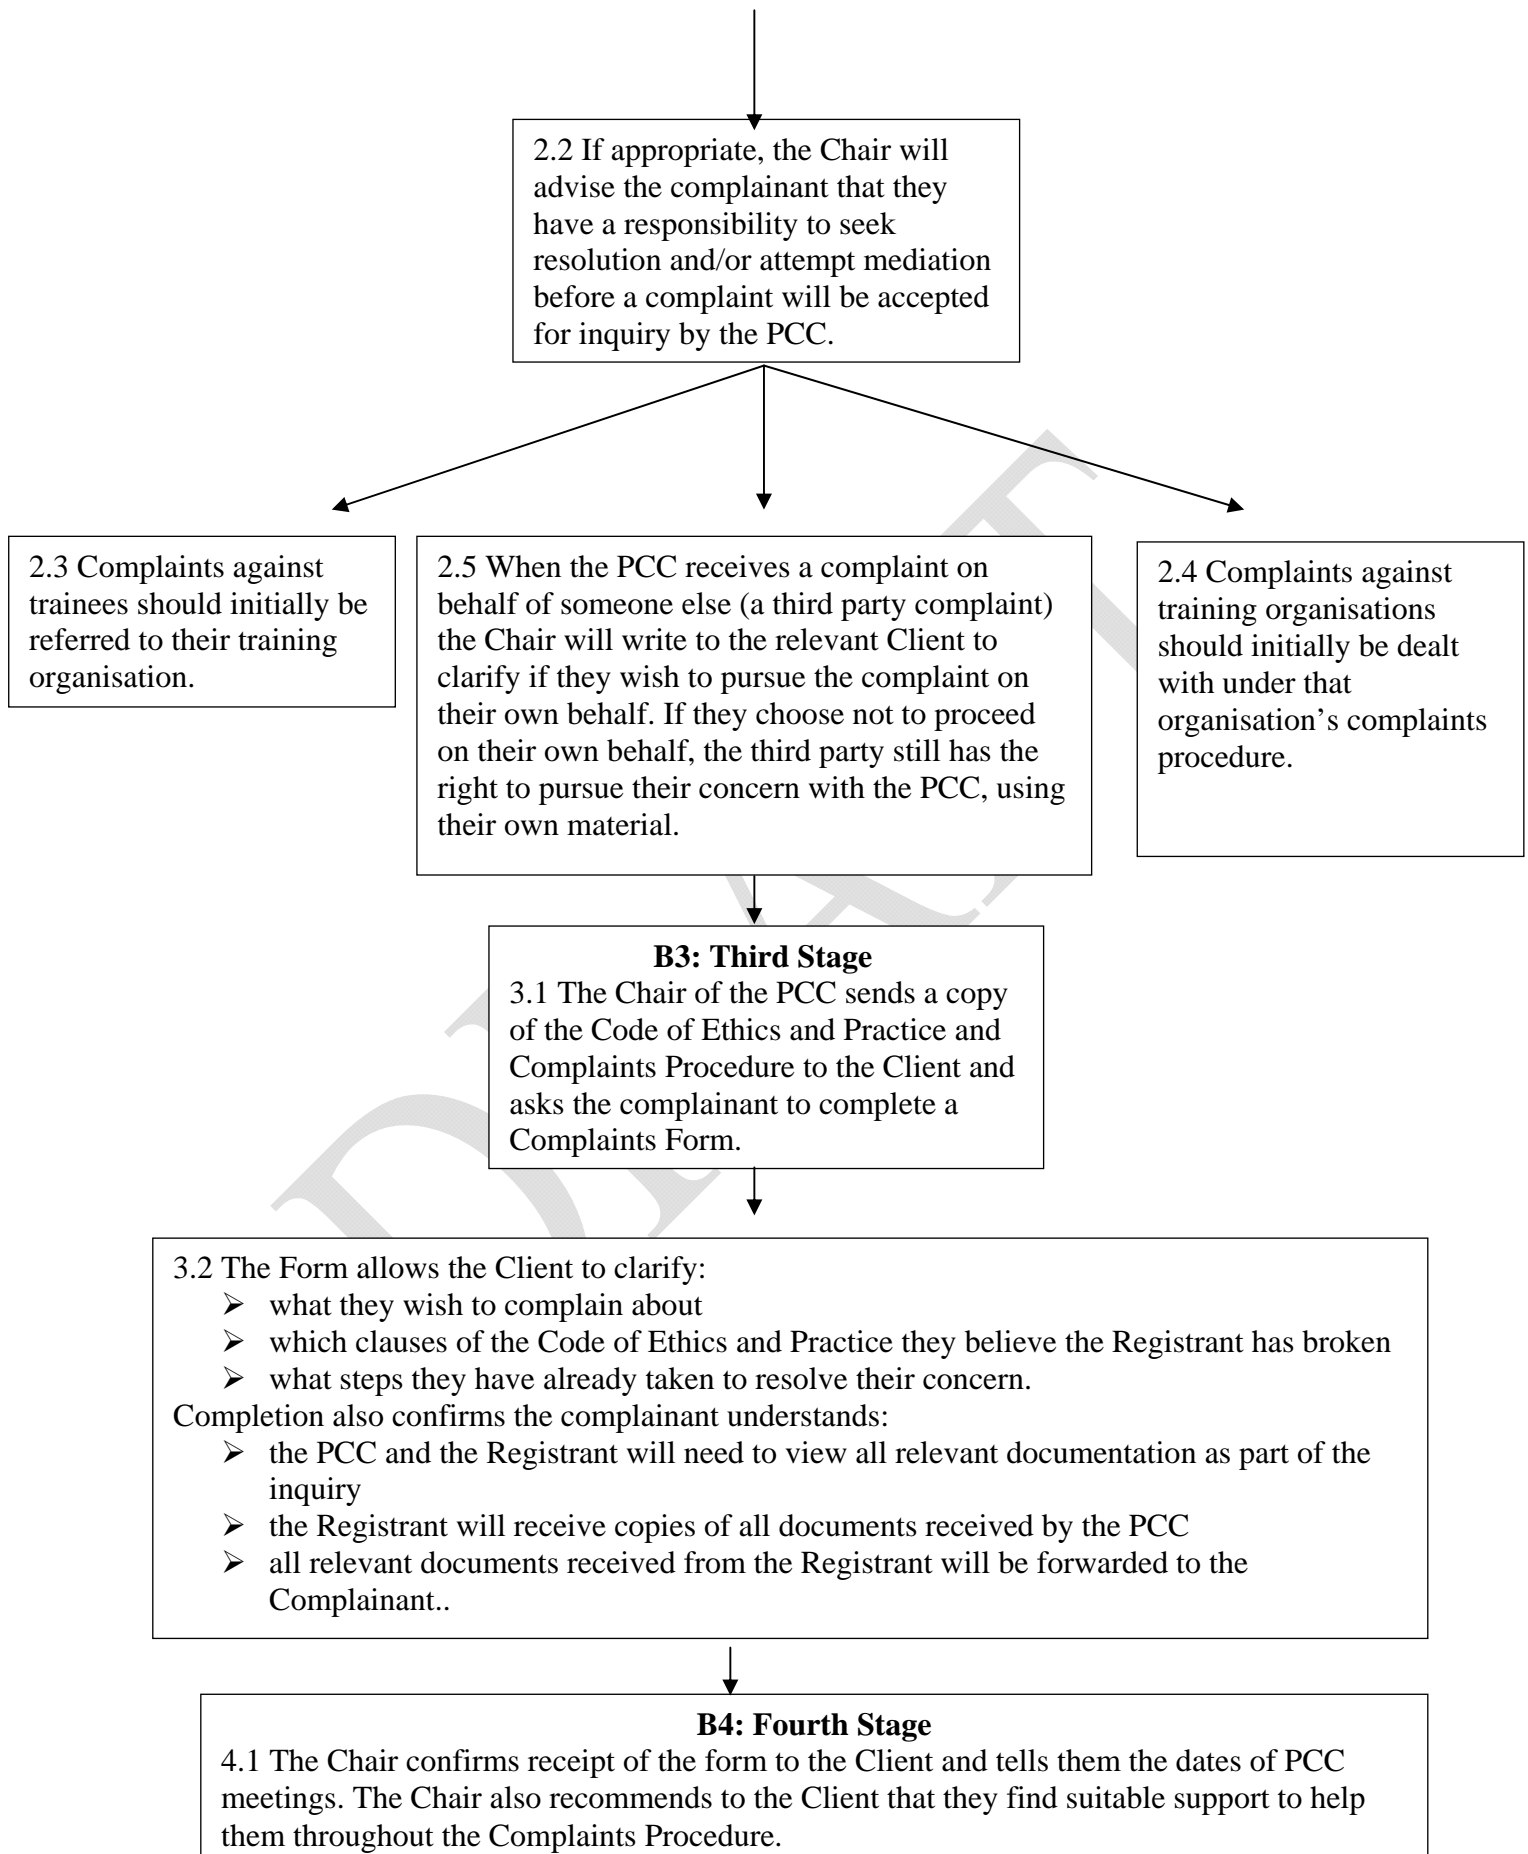 2.2 If appropriate, the Chair will
advise the complainant that they
have a responsibility to seek
resolution and/or attempt mediation
before a complaint will be accepted
for inquiry by the PCC.
2.3 Complaints against
trainees should initially be
referred to their training
organisation.
2.5 When the PCC receives a complaint on
behalf of someone else (a third party complaint)
the Chair will write to the relevant Client to
clarify if they wish to pursue the complaint on
their own behalf. If they choose not to proceed
on their own behalf, the third party still has the
right to pursue their concern with the PCC, using
their own material.
2.4 Complaints against
training organisations
should initially be dealt
with under that
organisation’s complaints
procedure.
B3: Third Stage
3.1 The Chair of the PCC sends a copy
of the Code of Ethics and Practice and
Complaints Procedure to the Client and
asks the complainant to complete a
Complaints Form.
3.2 The Form allows the Client to clarify:
➢ what they wish to complain about
➢ which clauses of the Code of Ethics and Practice they believe the Registrant has broken
➢ what steps they have already taken to resolve their concern.
Completion also confirms the complainant understands:
➢ the PCC and the Registrant will need to view all relevant documentation as part of the
inquiry
➢ the Registrant will receive copies of all documents received by the PCC
➢ all relevant documents received from the Registrant will be forwarded to the
Complainant..
B4: Fourth Stage
4.1 The Chair confirms receipt of the form to the Client and tells them the dates of PCC
meetings. The Chair also recommends to the Client that they find suitable support to help
them throughout the Complaints Procedure.
DRAFT